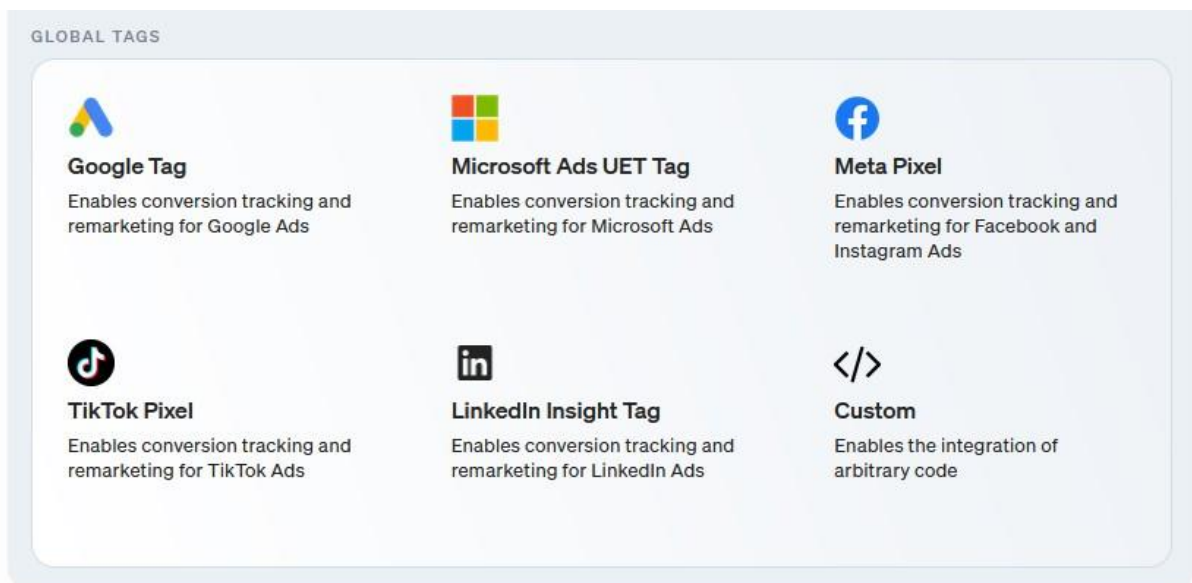 GLOBAL TAGS
Google Tag
Enables conversion tracking and
remarketing for Google Ads
Microsoft Ads UET Tag
Enables conversion tracking and
remarketing for Microsoft Ads
Meta Pixel
Enables conversion tracking and
remarketing for Facebook and
Instagram Ads
TikTok Pixel
Enables conversion tracking and
remarketing for TikTok Ads
in
LinkedIn Insight Tag
Enables conversion tracking and
remarketing for LinkedIn Ads
</>
Custom
Enables the integration of
arbitrary code